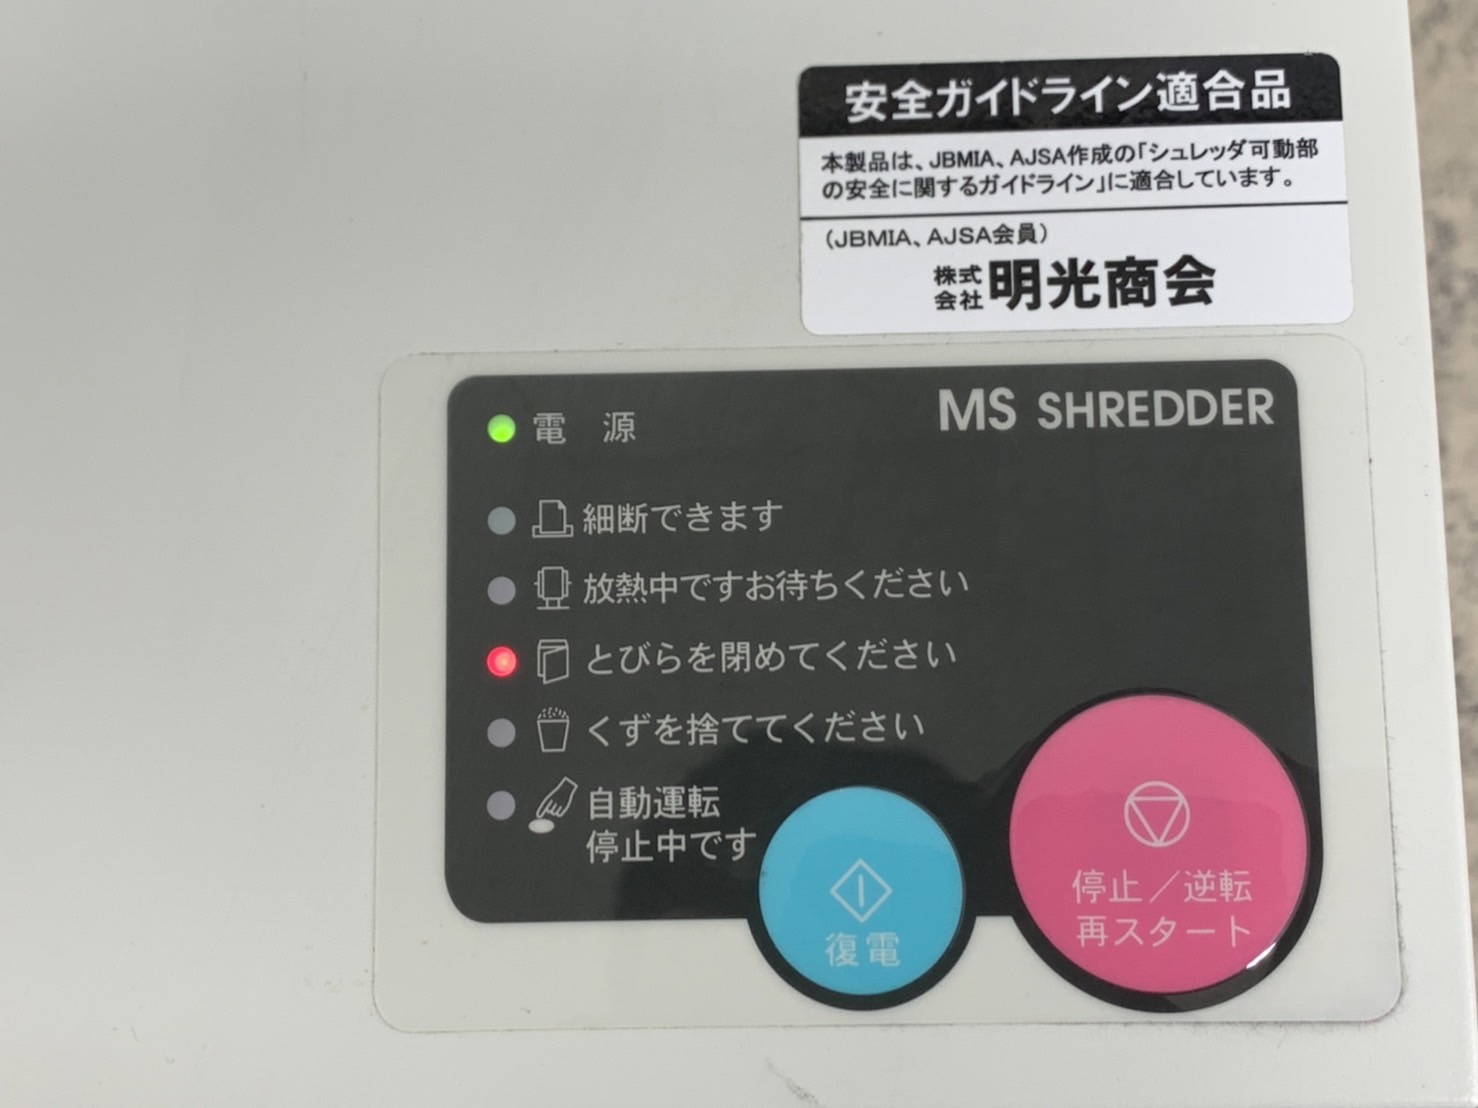 安全ガイドライン適合品
本製品は、JBMIA、AJSA作成の「シュレッダ可動部
の安全に関するガイドライン」に適合しています。
(JBMIA、AJSA会員)
株式
会社 明光商会
MS SHREDDER
電 源
細断できます
放熱中ですお待ちください
とびらを閉めてください
くずを捨ててください
自動運転
停止中です
復電
停止/逆転
再スタート